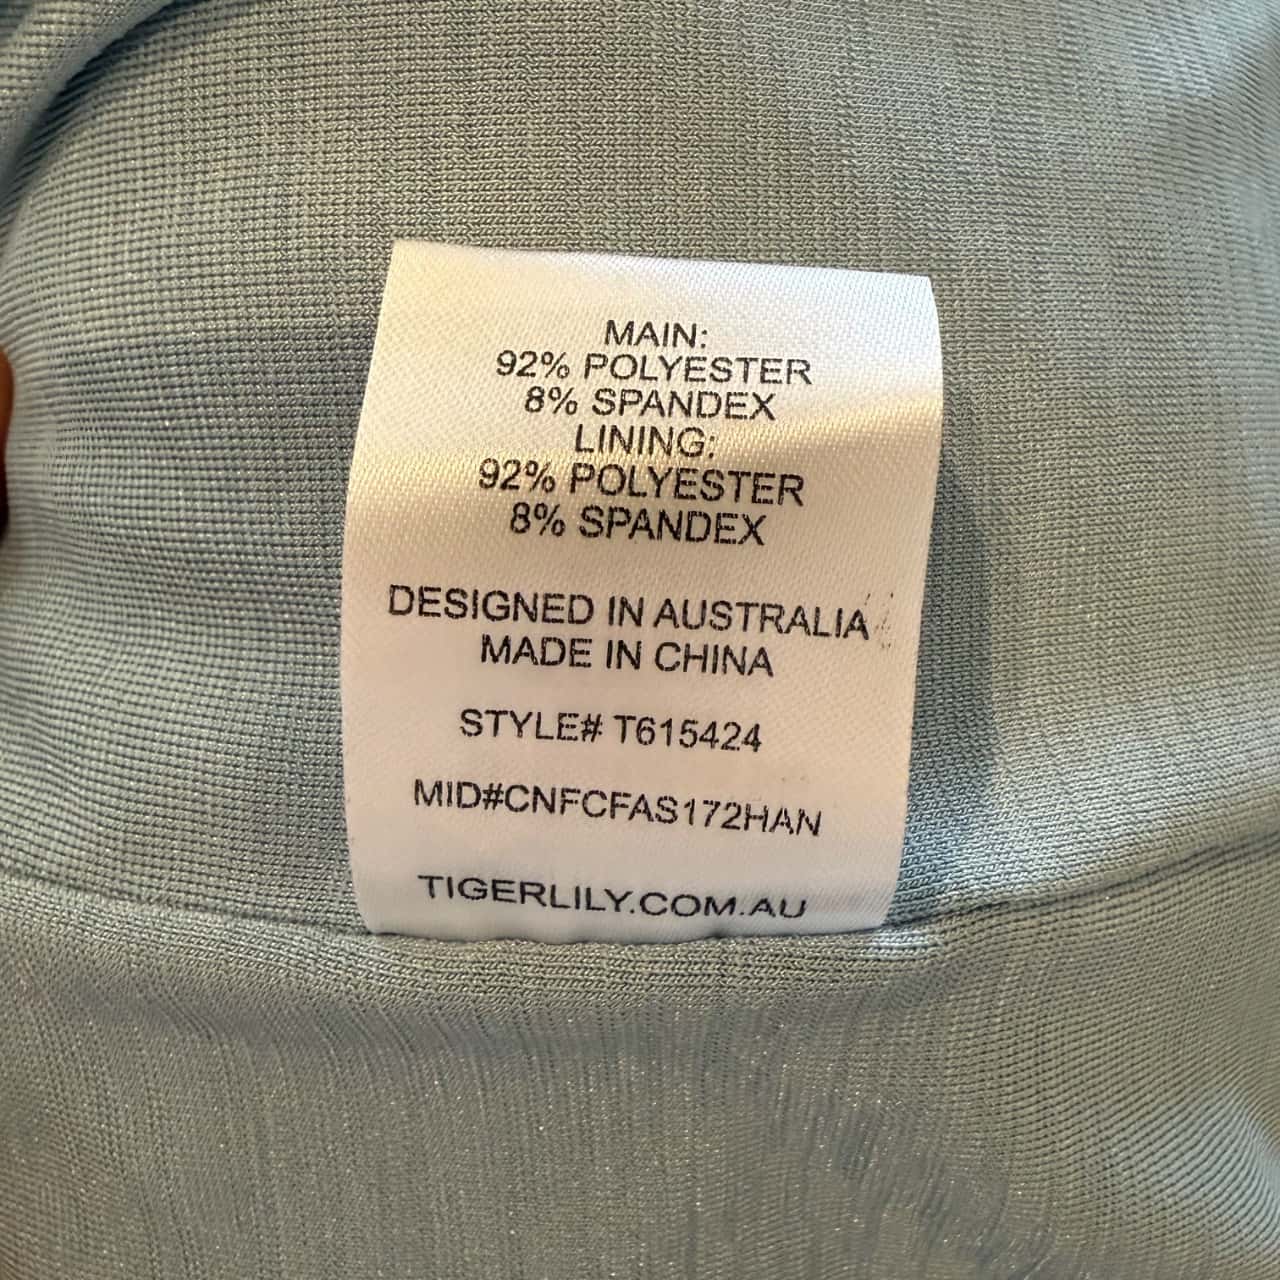 MAIN:
92% POLYESTER
8% SPANDEX
LINING:
92% POLYESTER
8% SPANDEX
DESIGNED IN AUSTRALIA
MADE IN CHINA
STYLE# T615424
MID#CNFCFAS172HAN
TIGERLILY.COM.AU